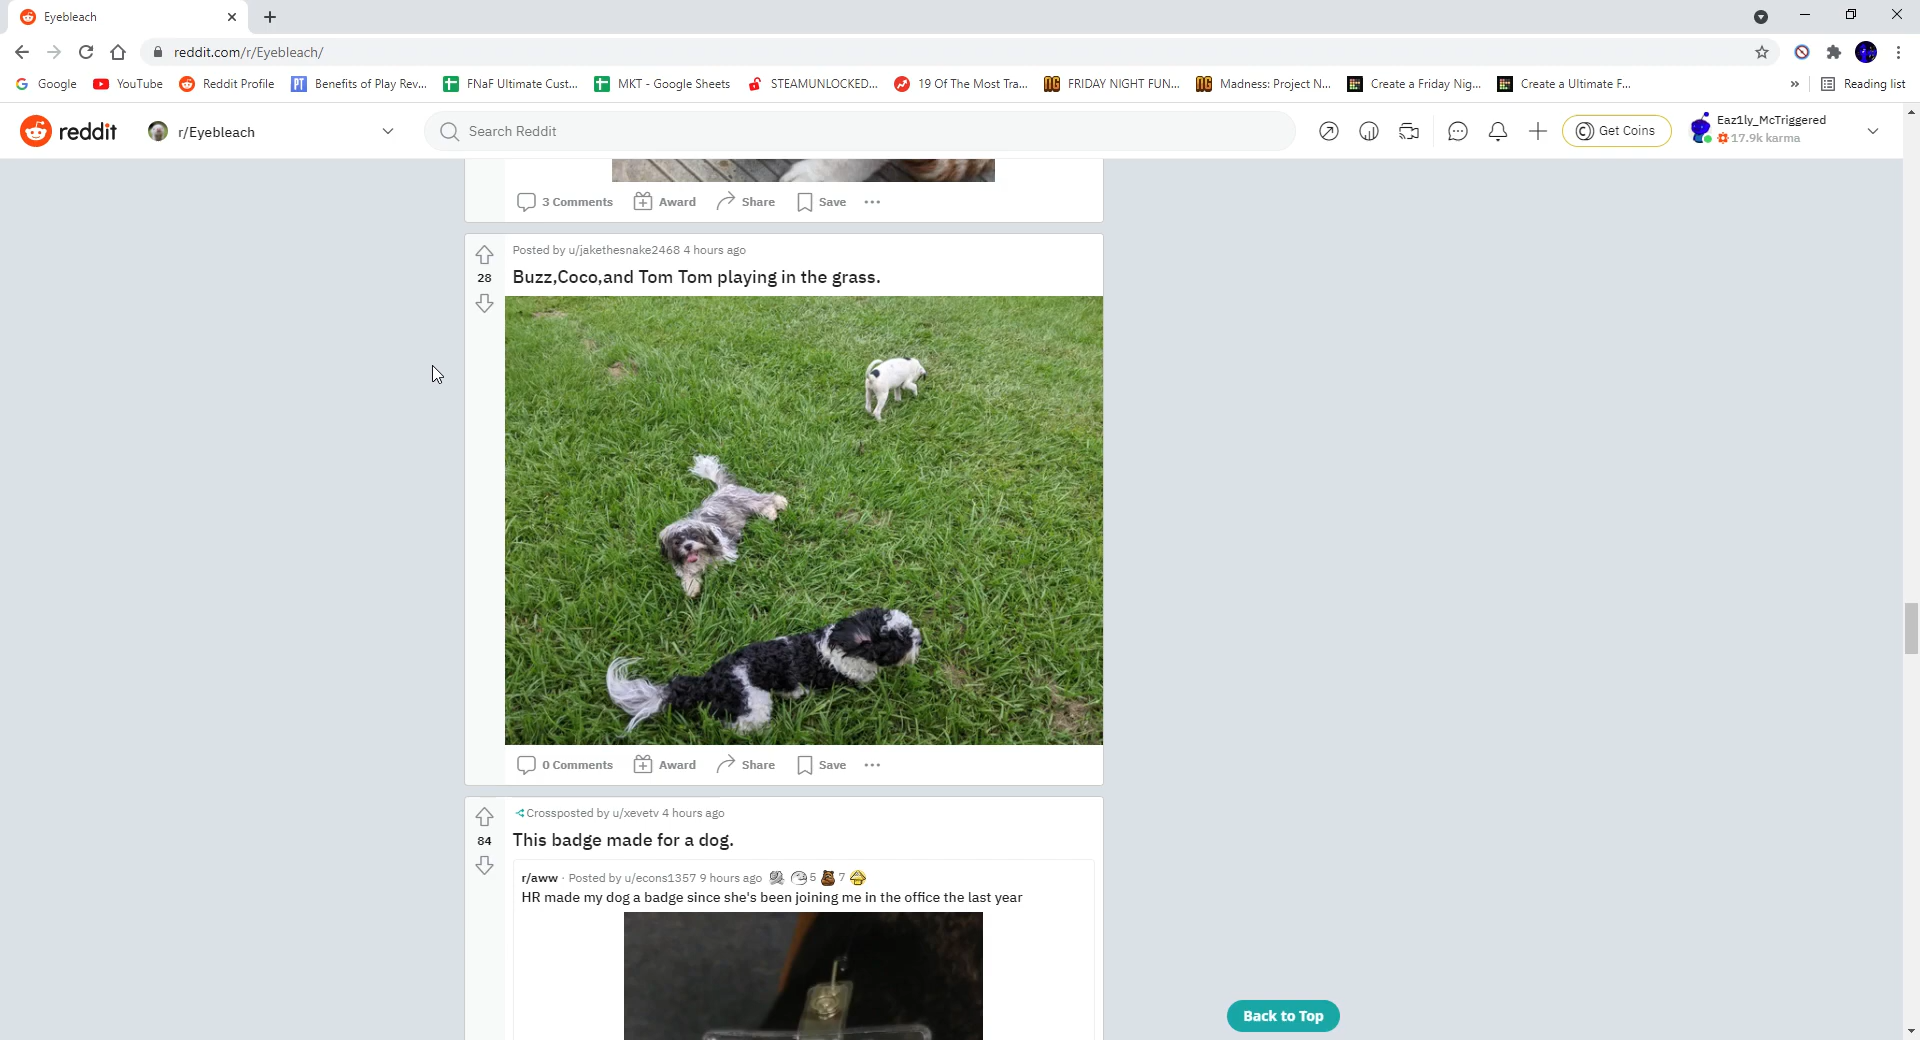 Eyebleach
reddit.com/r/Eyebleach/
Google YouTube Reddit Profile Benefits of Play Rev... FNaF Ultimate Cust... MKT - Google Sheets STEAMUNLOCKED... 19 Of The Most Tra... FRIDAY NIGHT FUN... Madness: Project N... Create a Friday Nig... Create a Ultimate F... » Reading list
reddit r/Eyebleach Search Reddit Get Coins Eaz1ly_McTriggered
17.9k karma
3 Comments Award Share Save
Posted by u/jakethesnake2468 4 hours ago
28 Buzz,Coco,and Tom Tom playing in the grass.
0 Comments Award Share Save
Crossposted by u/xevetv 4 hours ago
84 This badge made for a dog.
r/aww · Posted by u/econs1357 9 hours ago 5 7
HR made my dog a badge since she's been joining me in the office the last year
Back to Top